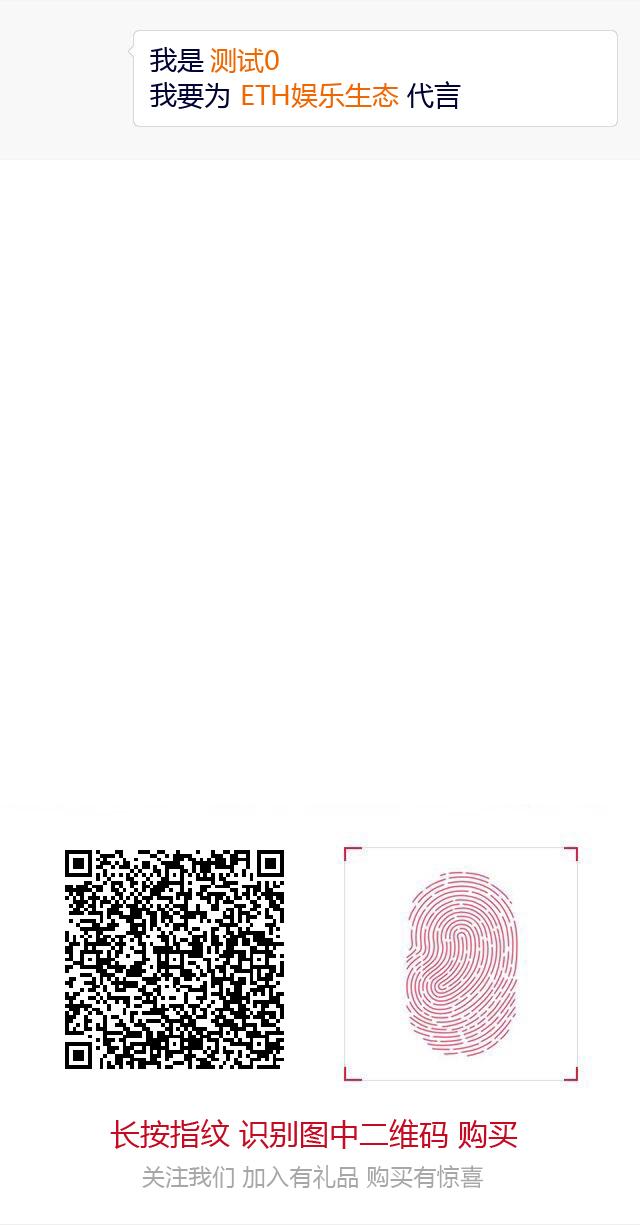 我是 测试0
我要为 ETH娱乐生态 代言
长按指纹 识别图中二维码 购买
关注我们 加入有礼品 购买有惊喜